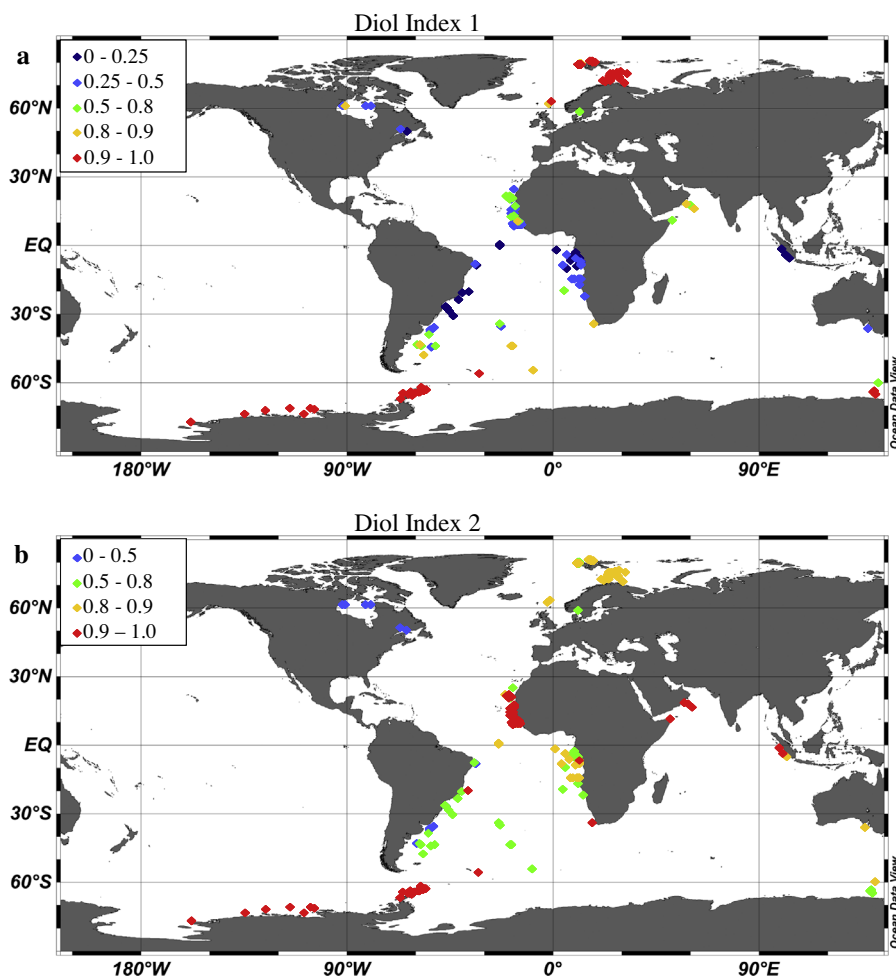 Diol Index 1
a
0 - 0.25
0.25 - 0.5
0.5 - 0.8
0.8 - 0.9
0.9 - 1.0
60°N
30°N
EQ
30°S
60°S
180°W
90°W
0°
90°E
Ocean Data View
Diol Index 2
b
0 - 0.5
0.5 - 0.8
0.8 - 0.9
0.9 – 1.0
60°N
30°N
EQ
30°S
60°S
180°W
90°W
0°
90°E
Ocean Data View